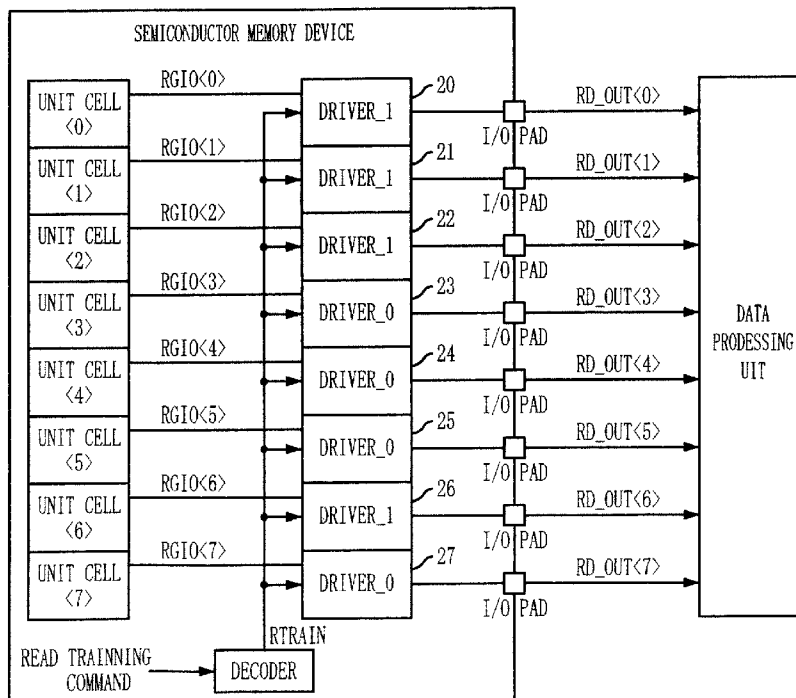 SEMICONDUCTOR MEMORY DEVICE
UNIT CELL
<0>
RGIO<0>
DRIVER_1
20
I/O PAD
RD_OUT<0>
UNIT CELL
<1>
RGIO<1>
DRIVER_1
21
I/O PAD
RD_OUT<1>
UNIT CELL
<2>
RGIO<2>
DRIVER_1
22
I/O PAD
RD_OUT<2>
UNIT CELL
<3>
RGIO<3>
DRIVER_0
23
I/O PAD
RD_OUT<3>
UNIT CELL
<4>
RGIO<4>
DRIVER_0
24
I/O PAD
RD_OUT<4>
UNIT CELL
<5>
RGIO<5>
DRIVER_0
25
I/O PAD
RD_OUT<5>
UNIT CELL
<6>
RGIO<6>
DRIVER_1
26
I/O PAD
RD_OUT<6>
UNIT CELL
<7>
RGIO<7>
DRIVER_0
27
I/O PAD
RD_OUT<7>
DATA
PRODESSING
UIT
RTRAIN
READ TRAINNING
COMMAND
DECODER